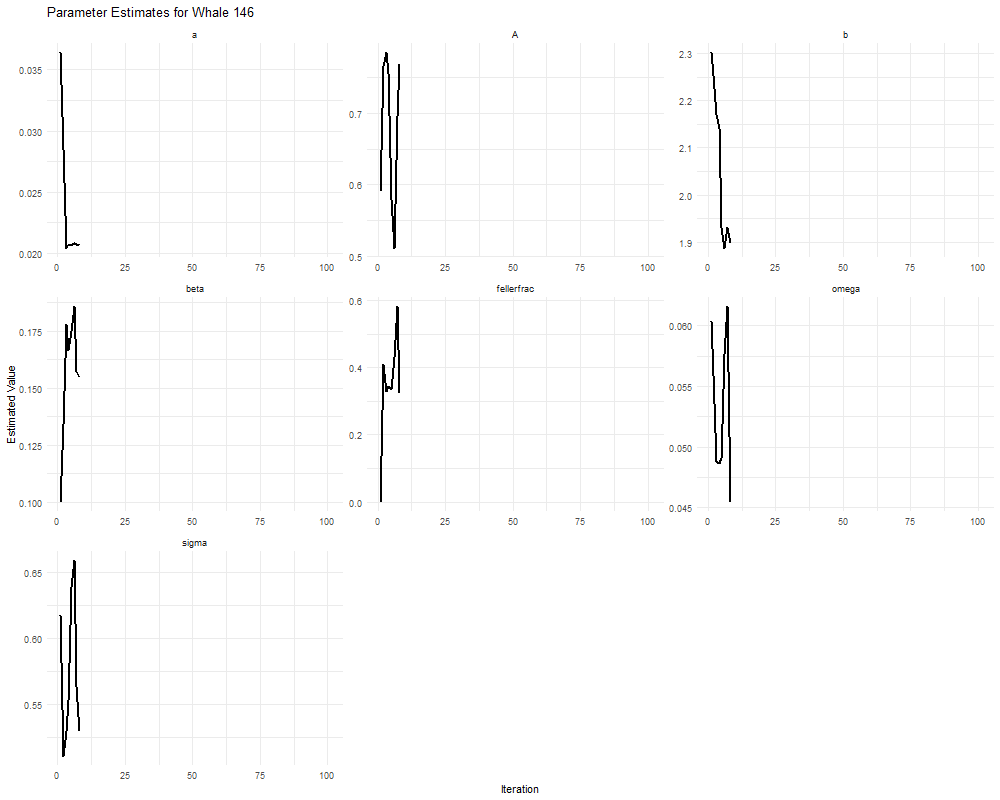 Parameter Estimates for Whale 146
a A b
0.035
0.030
0.025
0.020
0.7
0.6
0.5
2.3
2.2
2.1
2.0
1.9
0 25 50 75 100 0 25 50 75 100 0 25 50 75 100
beta fellerfrac omega
0.175
0.150
0.125
0.100
0.6
0.4
0.2
0.0
0.060
0.055
0.050
0.045
0 25 50 75 100 0 25 50 75 100
sigma
0.65
0.60
0.55
0 25 50 75 100
0 25 50 75 100
Estimated Value
Iteration